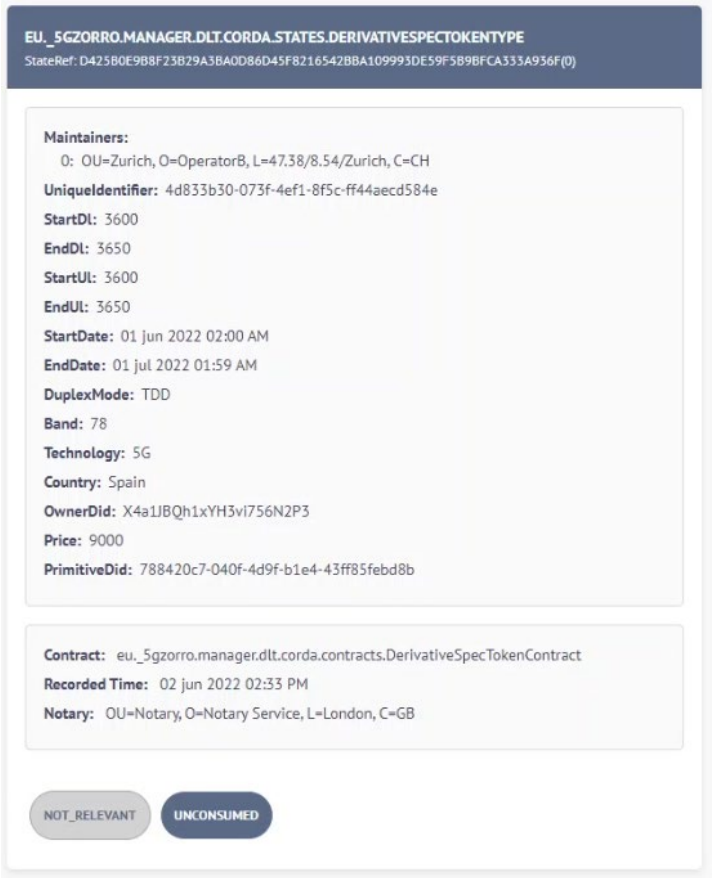 EU._5GZORRO.MANAGER.DLT.CORDA.STATES.DERIVATIVESPECTOKENTYPE
StateRef: D425B0E9B8F23B29A3BA0D86D45F8216542BBA109993DE59F5B9BFCA333A936F(0)
Maintainers:
0: OU=Zurich, O=OperatorB, L=47.38/8.54/Zurich, C=CH
UniqueIdentifier: 4d833b30-073f-4ef1-8f5c-ff44aecd584e
StartDl: 3600
EndDl: 3650
StartUl: 3600
EndUl: 3650
StartDate: 01 jun 2022 02:00 AM
EndDate: 01 jul 2022 01:59 AM
DuplexMode: TDD
Band: 78
Technology: 5G
Country: Spain
OwnerDid: X4a1JBQh1xYH3vi756N2P3
Price: 9000
PrimitiveDid: 788420c7-040f-4d9f-b1e4-43ff85febd8b
Contract: eu._5gzorro.manager.dlt.corda.contracts.DerivativeSpecTokenContract
Recorded Time: 02 jun 2022 02:33 PM
Notary: OU=Notary, O=Notary Service, L=London, C=GB
NOT_RELEVANT
UNCONSUMED